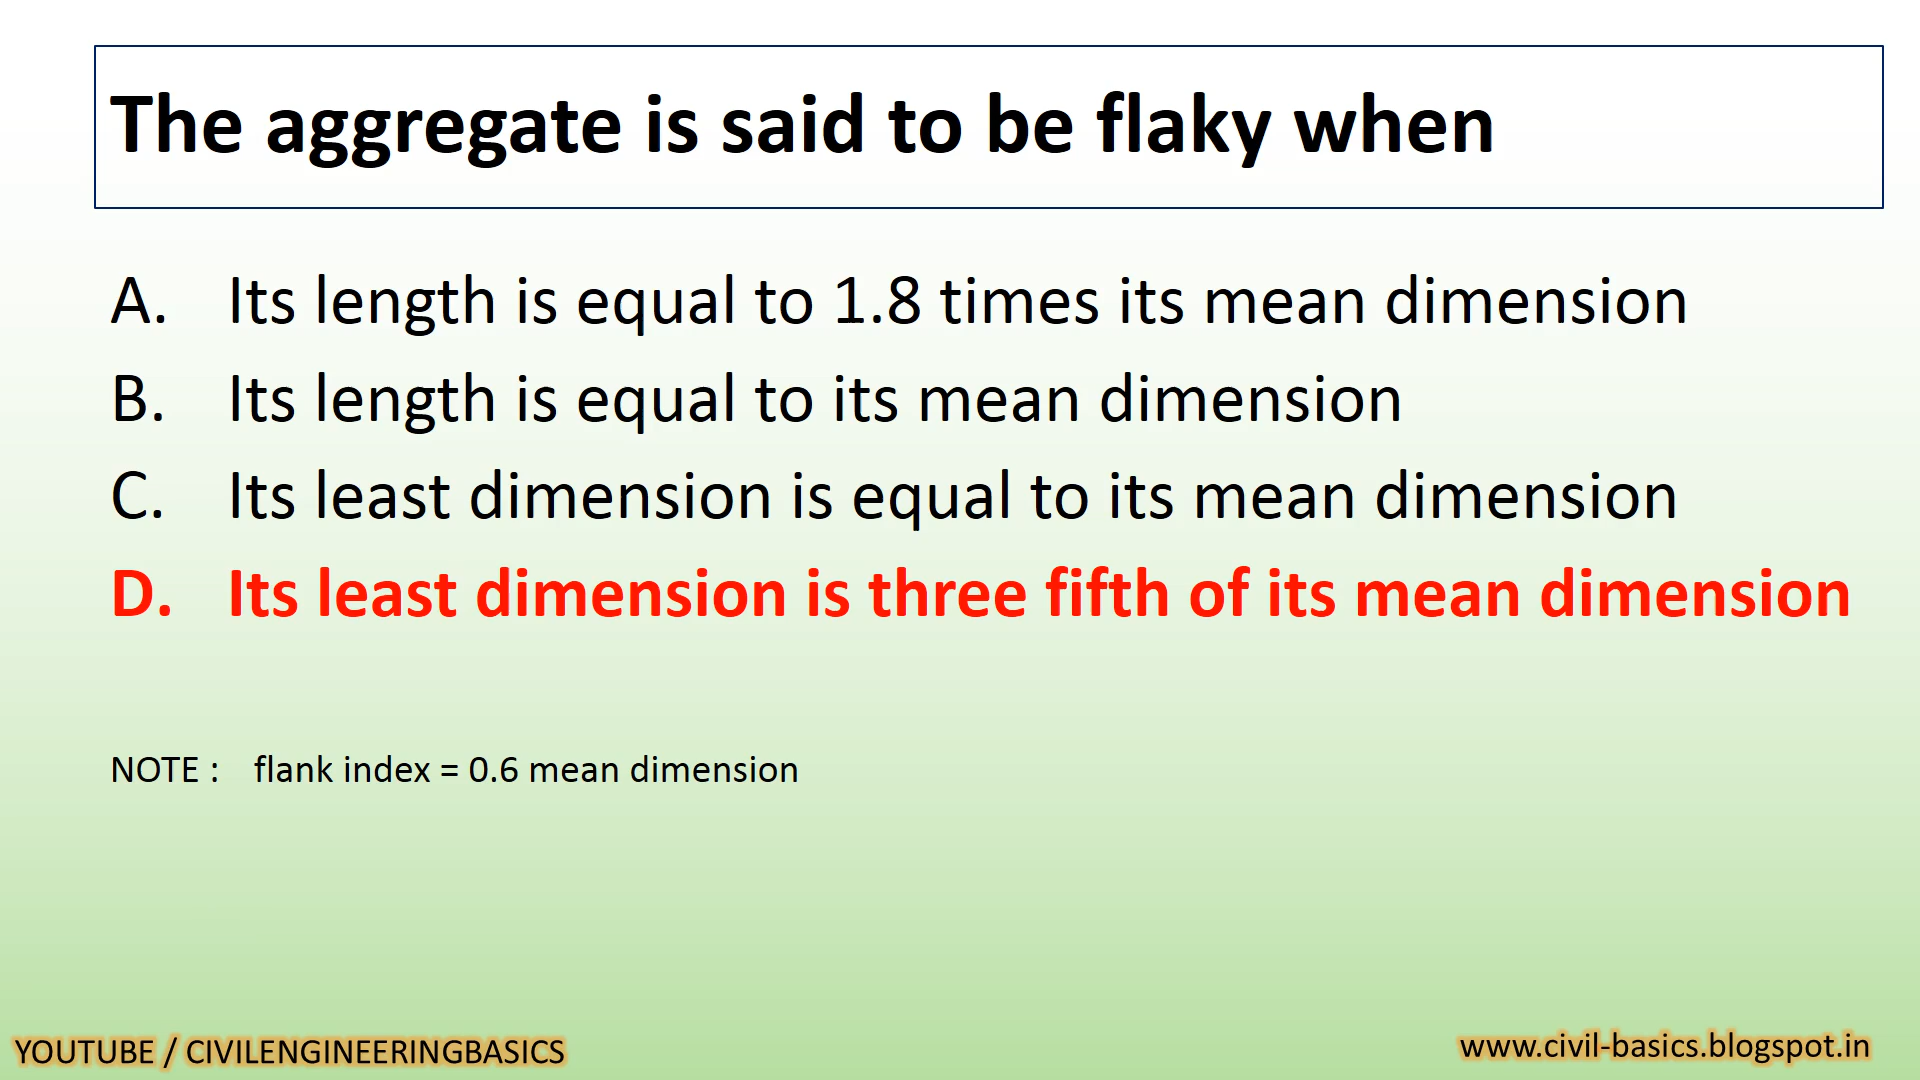 The aggregate is said to be flaky when
A. Its length is equal to 1.8 times its mean dimension
B. Its length is equal to its mean dimension
C. Its least dimension is equal to its mean dimension
D. Its least dimension is three fifth of its mean dimension
NOTE : flank index = 0.6 mean dimension
YOUTUBE / CIVILENGINEERINGBASICS
www.civil-basics.blogspot.in